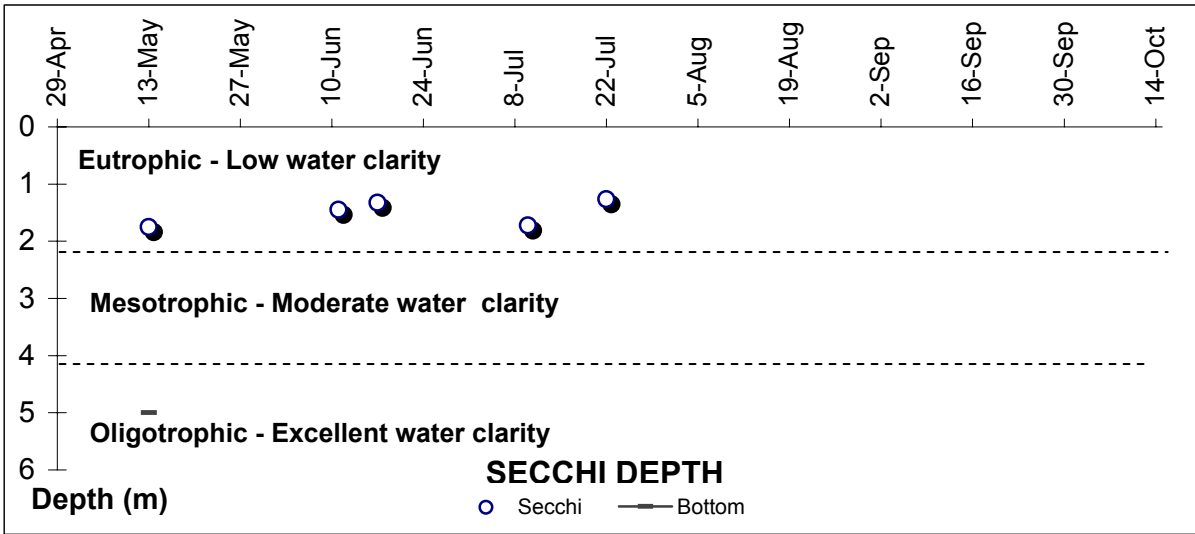 29-Apr
13-May
27-May
10-Jun
24-Jun
8-Jul
22-Jul
5-Aug
19-Aug
2-Sep
16-Sep
30-Sep
14-Oct
0
Eutrophic - Low water clarity
1
2
Mesotrophic - Moderate water clarity
3
4
5
Oligotrophic - Excellent water clarity
6
SECCHI DEPTH
Depth (m)
Secchi Bottom